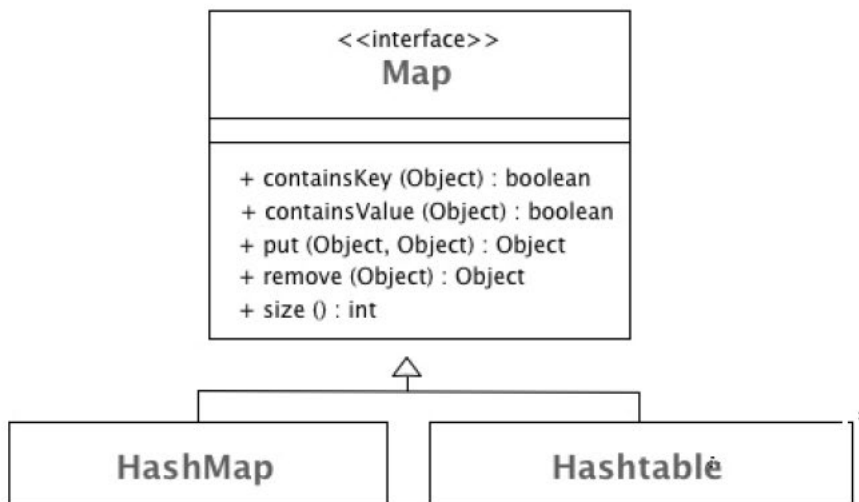 <<interface>>
Map
+ containsKey (Object) : boolean
+ containsValue (Object) : boolean
+ put (Object, Object) : Object
+ remove (Object) : Object
+ size () : int
HashMap
Hashtable